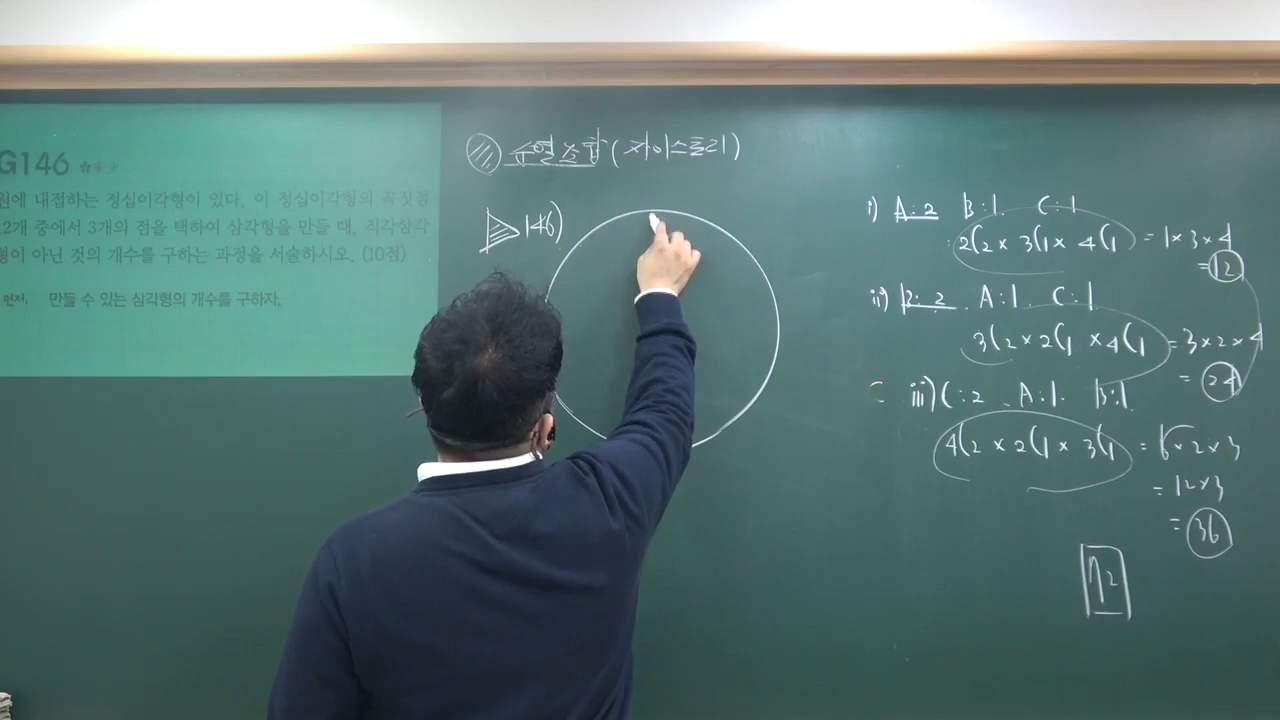 G146
원에 내접하는 정십이각형이 있다. 이 정십이각형의 꼭짓점
12개 중에서 3개의 점을 택하여 삼각형을 만들 때, 직각삼각
형이 아닌 것의 개수를 구하는 과정을 서술하시오. (10점)
먼저, 만들 수 있는 삼각형의 개수를 구하자.
순열조합(자이스토리)
146)
i) A:2 B:1 C:1
: 2C2 × 3C1 × 4C1 = 1×3×4
= 12
ii) B:2 . A:1 . C:1
3C2 × 2C1 × 4C1 = 3×2×4
= 24
iii) C:2 . A:1. B:1.
4C2 × 2C1 × 3C1 = 6×2×3
= 12×3
= 36
72